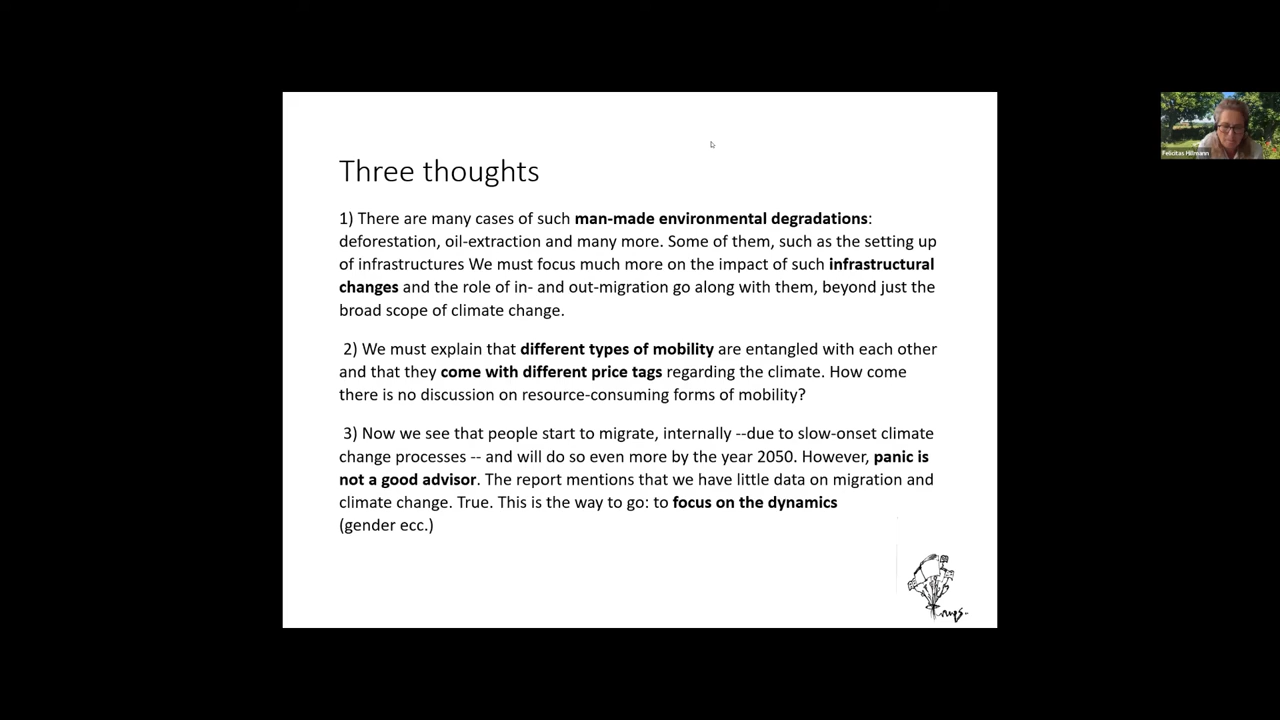 Three thoughts
1) There are many cases of such man-made environmental degradations:
deforestation, oil-extraction and many more. Some of them, such as the setting up
of infrastructures We must focus much more on the impact of such infrastructural
changes and the role of in- and out-migration go along with them, beyond just the
broad scope of climate change.
2) We must explain that different types of mobility are entangled with each other
and that they come with different price tags regarding the climate. How come
there is no discussion on resource-consuming forms of mobility?
3) Now we see that people start to migrate, internally --due to slow-onset climate
change processes -- and will do so even more by the year 2050. However, panic is
not a good advisor. The report mentions that we have little data on migration and
climate change. True. This is the way to go: to focus on the dynamics
(gender ecc.)
Felicitas Hillmann